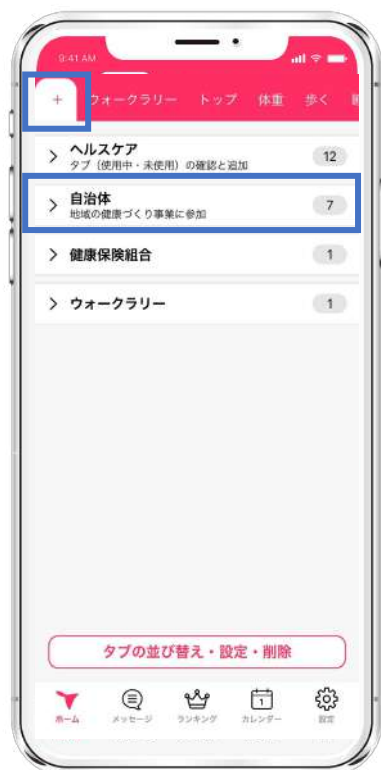 9:41 AM
+ ウォークラリー トップ 体重 歩く
ヘルスケア
タブ（使用中・未使用）の確認と追加
12
自治体
地域の健康づくり事業に参加
7
健康保険組合
1
ウォークラリー
1
タブの並び替え・設定・削除
1
ホーム メッセージ ランキング カレンダー 設定